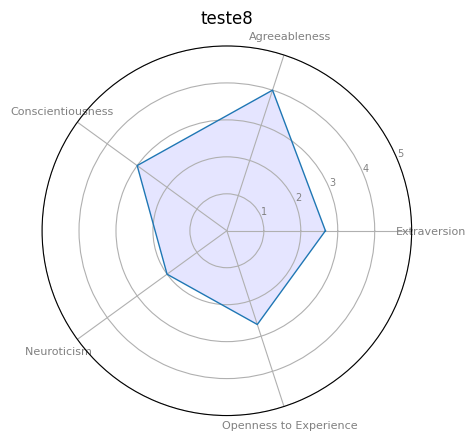 teste8
Agreeableness
Conscientiousness
5
4
3
2
1
Extraversion
Neuroticism
Openness to Experience